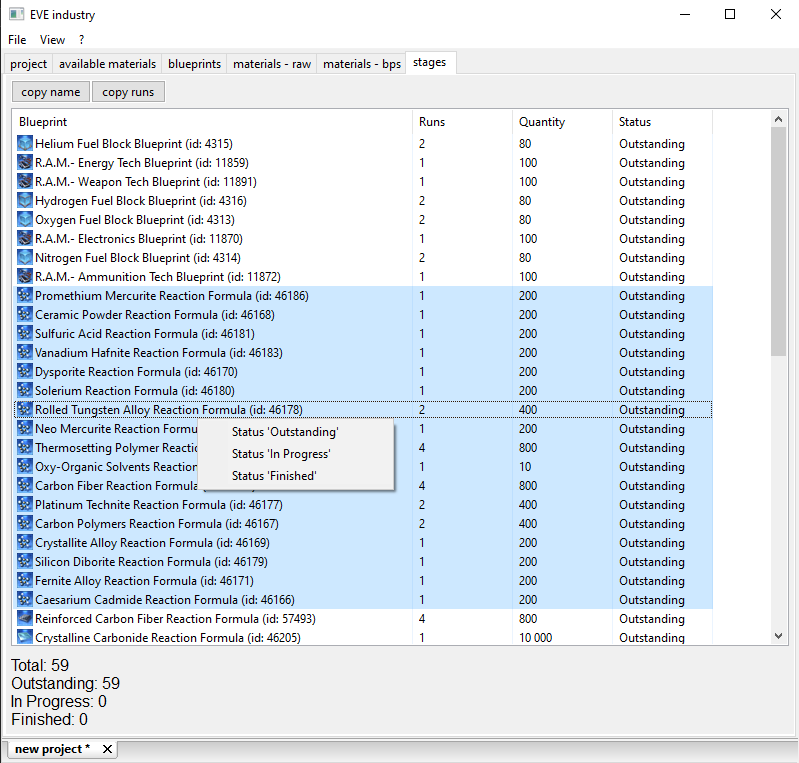 EVE industry
File View ?
project available materials blueprints materials - raw materials - bps stages
copy name copy runs
Blueprint Runs Quantity Status
Helium Fuel Block Blueprint (id: 4315) 2 80 Outstanding
R.A.M.- Energy Tech Blueprint (id: 11859) 1 100 Outstanding
R.A.M.- Weapon Tech Blueprint (id: 11891) 1 100 Outstanding
Hydrogen Fuel Block Blueprint (id: 4316) 2 80 Outstanding
Oxygen Fuel Block Blueprint (id: 4313) 2 80 Outstanding
R.A.M.- Electronics Blueprint (id: 11870) 1 100 Outstanding
Nitrogen Fuel Block Blueprint (id: 4314) 2 80 Outstanding
R.A.M.- Ammunition Tech Blueprint (id: 11872) 1 100 Outstanding
Promethium Mercurite Reaction Formula (id: 46186) 1 200 Outstanding
Ceramic Powder Reaction Formula (id: 46168) 1 200 Outstanding
Sulfuric Acid Reaction Formula (id: 46181) 1 200 Outstanding
Vanadium Hafnite Reaction Formula (id: 46183) 1 200 Outstanding
Dysporite Reaction Formula (id: 46170) 1 200 Outstanding
Solerium Reaction Formula (id: 46180) 1 200 Outstanding
Rolled Tungsten Alloy Reaction Formula (id: 46178) 2 400 Outstanding
Neo Mercurite Reaction Formu 1 200 Outstanding
Status 'Outstanding'
Thermosetting Polymer Reactio 4 800 Outstanding
Status 'In Progress'
Oxy-Organic Solvents Reaction 1 10 Outstanding
Status 'Finished'
Carbon Fiber Reaction Formula 4 800 Outstanding
Platinum Technite Reaction Formula (id: 46177) 2 400 Outstanding
Carbon Polymers Reaction Formula (id: 46167) 2 400 Outstanding
Crystallite Alloy Reaction Formula (id: 46169) 1 200 Outstanding
Silicon Diborite Reaction Formula (id: 46179) 1 200 Outstanding
Fernite Alloy Reaction Formula (id: 46171) 1 200 Outstanding
Caesarium Cadmide Reaction Formula (id: 46166) 1 200 Outstanding
Reinforced Carbon Fiber Reaction Formula (id: 57493) 4 800 Outstanding
Crystalline Carbonide Reaction Formula (id: 46205) 1 10 000 Outstanding
Total: 59
Outstanding: 59
In Progress: 0
Finished: 0
new project *